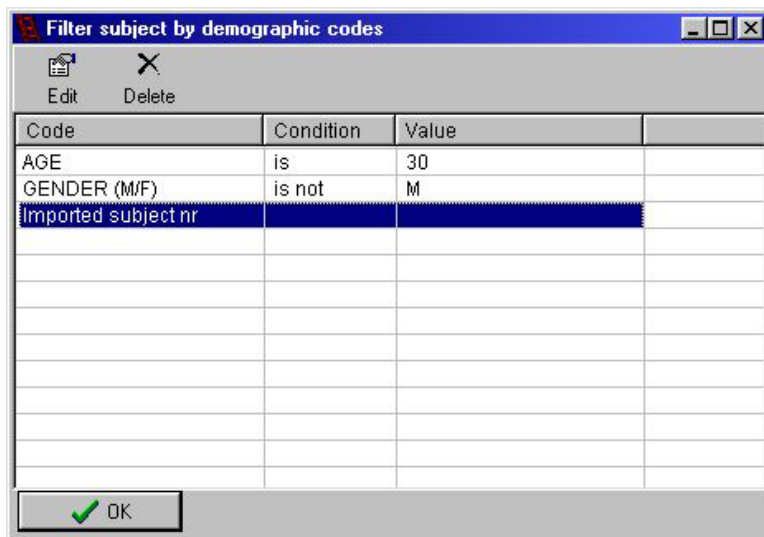 Filter subject by demographic codes
Edit Delete
Code Condition Value
AGE is 30
GENDER (M/F) is not M
Imported subject nr
OK